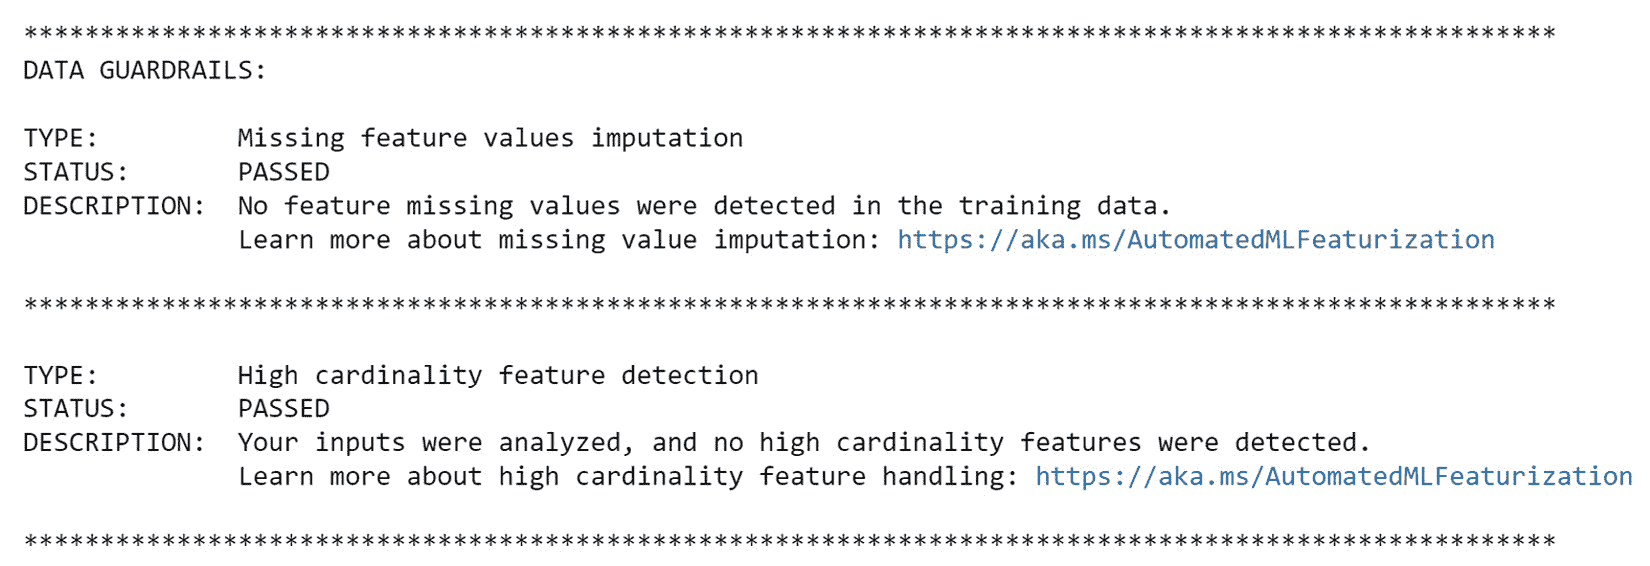 ****************************************************************************************************
DATA GUARDRAILS:
TYPE:         Missing feature values imputation
STATUS:       PASSED
DESCRIPTION:  No feature missing values were detected in the training data.
              Learn more about missing value imputation: https://aka.ms/AutomatedMLFeaturization
****************************************************************************************************
TYPE:         High cardinality feature detection
STATUS:       PASSED
DESCRIPTION:  Your inputs were analyzed, and no high cardinality features were detected.
              Learn more about high cardinality feature handling: https://aka.ms/AutomatedMLFeaturization
****************************************************************************************************